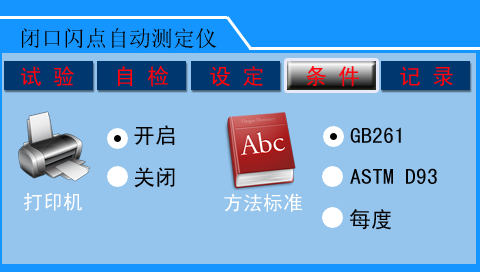 闭口闪点自动测定仪
试 验 自 检 设 定 条 件 记 录
开启
关闭
打印机
Abc
方法标准
GB261
ASTM D93
每度